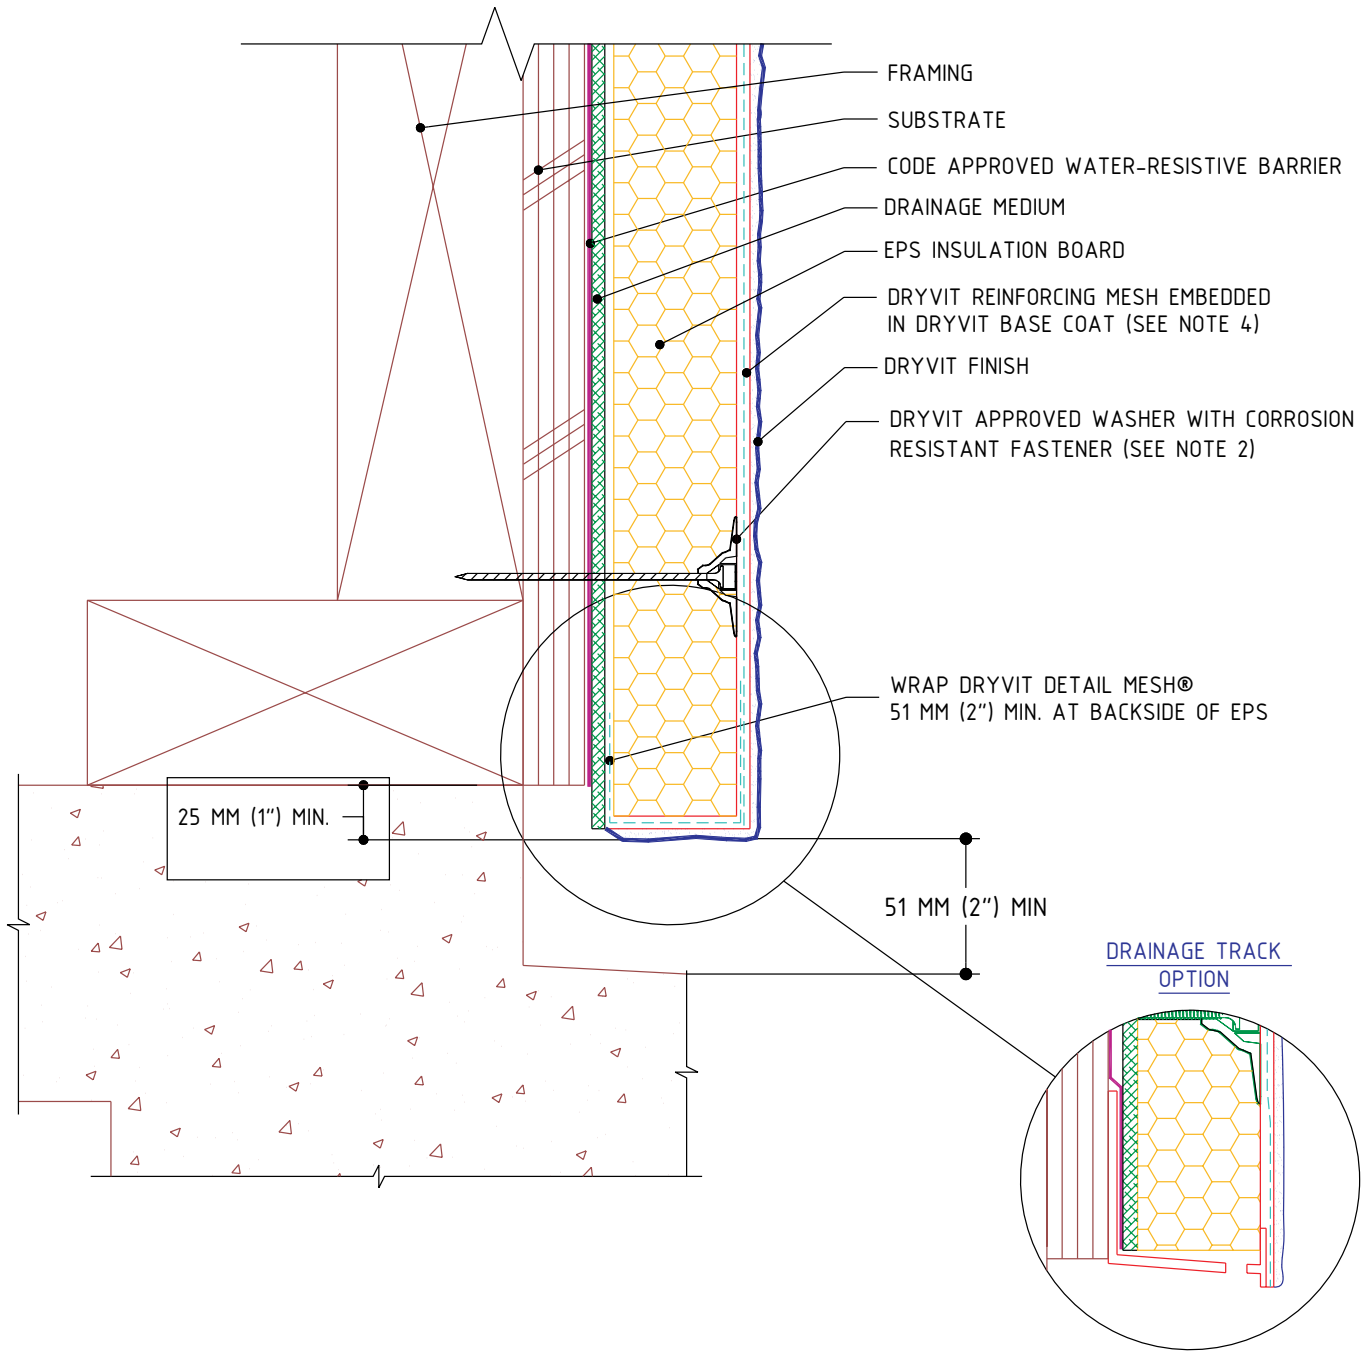 FRAMING
SUBSTRATE
CODE APPROVED WATER-RESISTIVE BARRIER
DRAINAGE MEDIUM
EPS INSULATION BOARD
DRYVIT REINFORCING MESH EMBEDDED
IN DRYVIT BASE COAT (SEE NOTE 4)
DRYVIT FINISH
DRYVIT APPROVED WASHER WITH CORROSION
RESISTANT FASTENER (SEE NOTE 2)
WRAP DRYVIT DETAIL MESH®
51 MM (2") MIN. AT BACKSIDE OF EPS
25 MM (1") MIN.
51 MM (2") MIN
DRAINAGE TRACK
OPTION